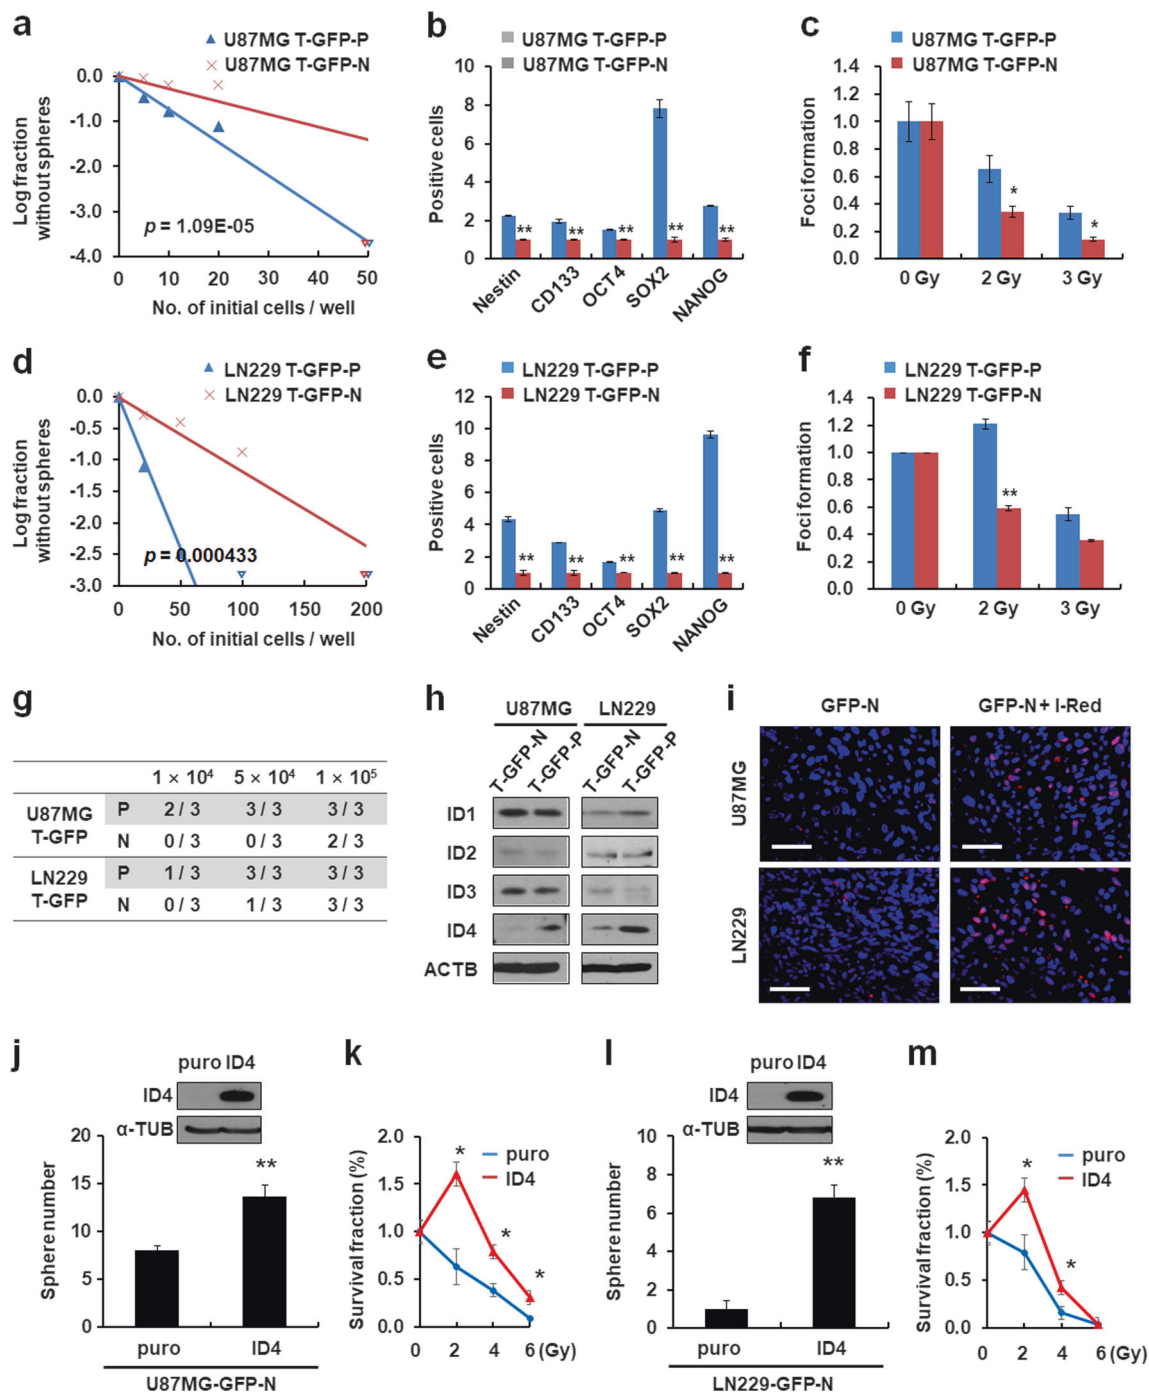 a
U87MG T-GFP-P
U87MG T-GFP-N
Log fraction
without spheres
0.0
-1.0
-2.0
-3.0
-4.0
p = 1.09E-05
0 10 20 30 40 50
No. of initial cells / well
b
U87MG T-GFP-P
U87MG T-GFP-N
Positive cells
10
8
6
4
2
0
** ** ** ** **
Nestin CD133 OCT4 SOX2 NANOG
c
U87MG T-GFP-P
U87MG T-GFP-N
Foci formation
1.4
1.2
1.0
0.8
0.6
0.4
0.2
0.0
* *
0 Gy 2 Gy 3 Gy
d
LN229 T-GFP-P
LN229 T-GFP-N
Log fraction
without spheres
0.0
-0.5
-1.0
-1.5
-2.0
-2.5
-3.0
p = 0.000433
0 50 100 150 200
No. of initial cells / well
e
LN229 T-GFP-P
LN229 T-GFP-N
Positive cells
12
10
8
6
4
2
0
** ** ** ** **
Nestin CD133 OCT4 SOX2 NANOG
f
LN229 T-GFP-P
LN229 T-GFP-N
Foci formation
1.4
1.2
1.0
0.8
0.6
0.4
0.2
0.0
**
0 Gy 2 Gy 3 Gy
g
1 × 10⁴ 5 × 10⁴ 1 × 10⁵
U87MG
T-GFP
P 2 / 3 3 / 3 3 / 3
N 0 / 3 0 / 3 2 / 3
LN229
T-GFP
P 1 / 3 3 / 3 3 / 3
N 0 / 3 1 / 3 3 / 3
h
U87MG LN229
T-GFP-N T-GFP-P T-GFP-N T-GFP-P
ID1
ID2
ID3
ID4
ACTB
i
GFP-N GFP-N + I-Red
U87MG
LN229
j
puro ID4
ID4
α-TUB
Sphere number
20
15
10
5
0
**
puro ID4
U87MG-GFP-N
k
Survival fraction (%)
2.0
1.5
1.0
0.5
0.0
puro
ID4
* * *
0 2 4 6 (Gy)
l
puro ID4
ID4
α-TUB
Sphere number
10
8
6
4
2
0
**
puro ID4
LN229-GFP-N
m
Survival fraction (%)
2.0
1.5
1.0
0.5
0.0
puro
ID4
* *
0 2 4 6 (Gy)